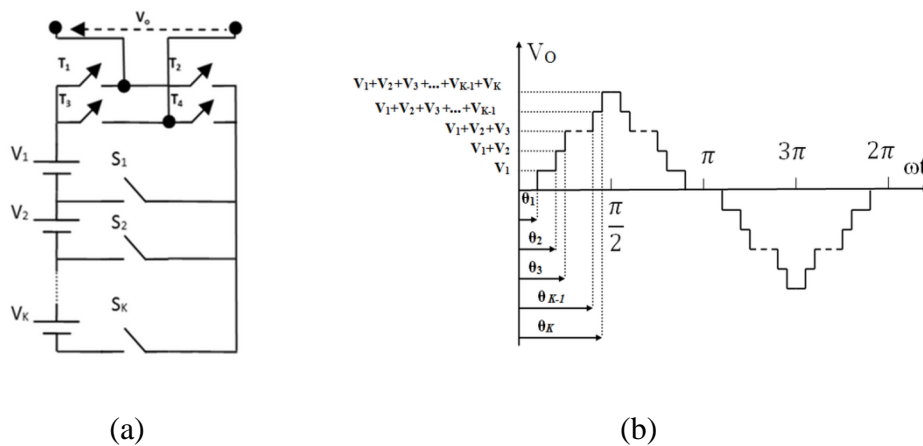 Vo
T1
T2
T3
T4
V1
S1
V2
S2
VK
SK
(a)
VO
V1+V2+V3+...+VK-1+VK
V1+V2+V3+...+VK-1
V1+V2+V3
V1+V2
V1
π/2
π
3π
2π
ωt
θ1
θ2
θ3
θK-1
θK
(b)